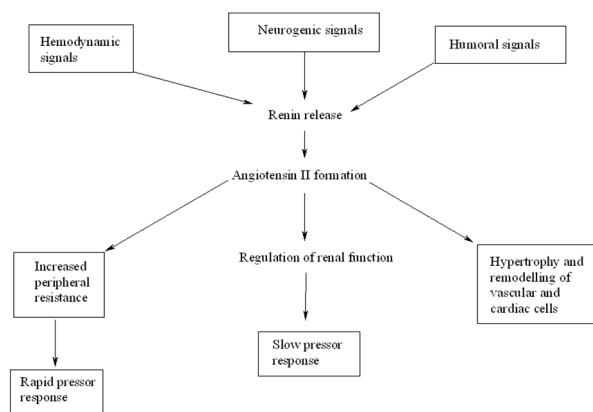 Hemodynamic
signals
Neurogenic signals
Humoral signals
Renin release
Angiotensin II formation
Increased
peripheral
resistance
Regulation of renal function
Hypertrophy and
remodelling of
vascular and
cardiac cells
Slow pressor
response
Rapid pressor
response